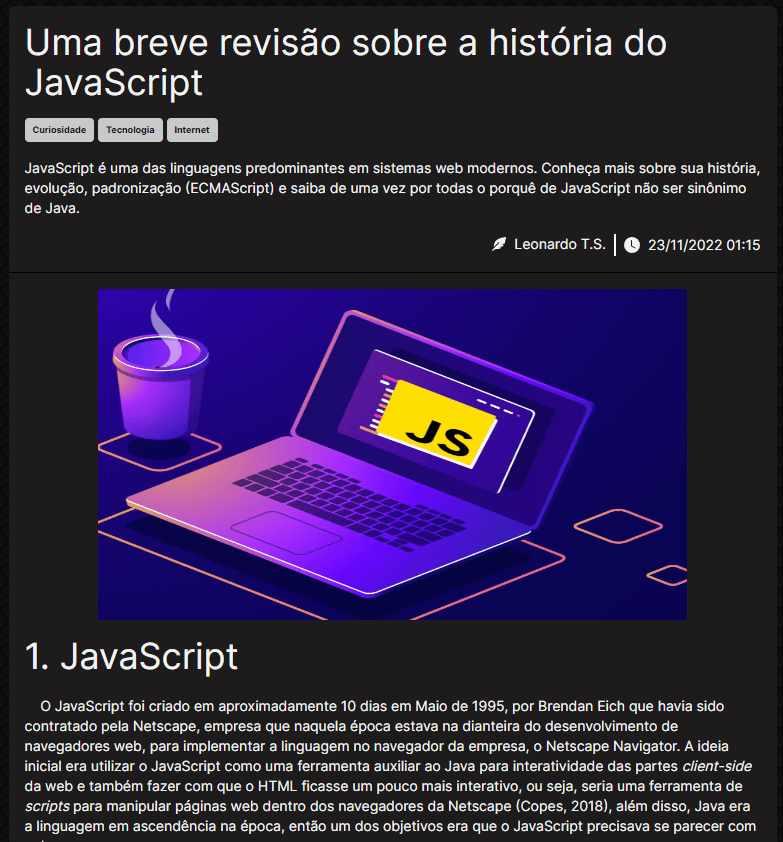 Uma breve revisão sobre a história do
JavaScript
Curiosidade Tecnologia Internet
JavaScript é uma das linguagens predominantes em sistemas web modernos. Conheça mais sobre sua história,
evolução, padronização (ECMAScript) e saiba de uma vez por todas o porquê de JavaScript não ser sinônimo
de Java.
Leonardo T.S. 23/11/2022 01:15
JS
1. JavaScript
O JavaScript foi criado em aproximadamente 10 dias em Maio de 1995, por Brendan Eich que havia sido
contratado pela Netscape, empresa que naquela época estava na dianteira do desenvolvimento de
navegadores web, para implementar a linguagem no navegador da empresa, o Netscape Navigator. A ideia
inicial era utilizar o JavaScript como uma ferramenta auxiliar ao Java para interatividade das partes client-side
da web e também fazer com que o HTML ficasse um pouco mais interativo, ou seja, seria uma ferramenta de
scripts para manipular páginas web dentro dos navegadores da Netscape (Copes, 2018), além disso, Java era
a linguagem em ascendência na época, então um dos objetivos era que o JavaScript precisava se parecer com